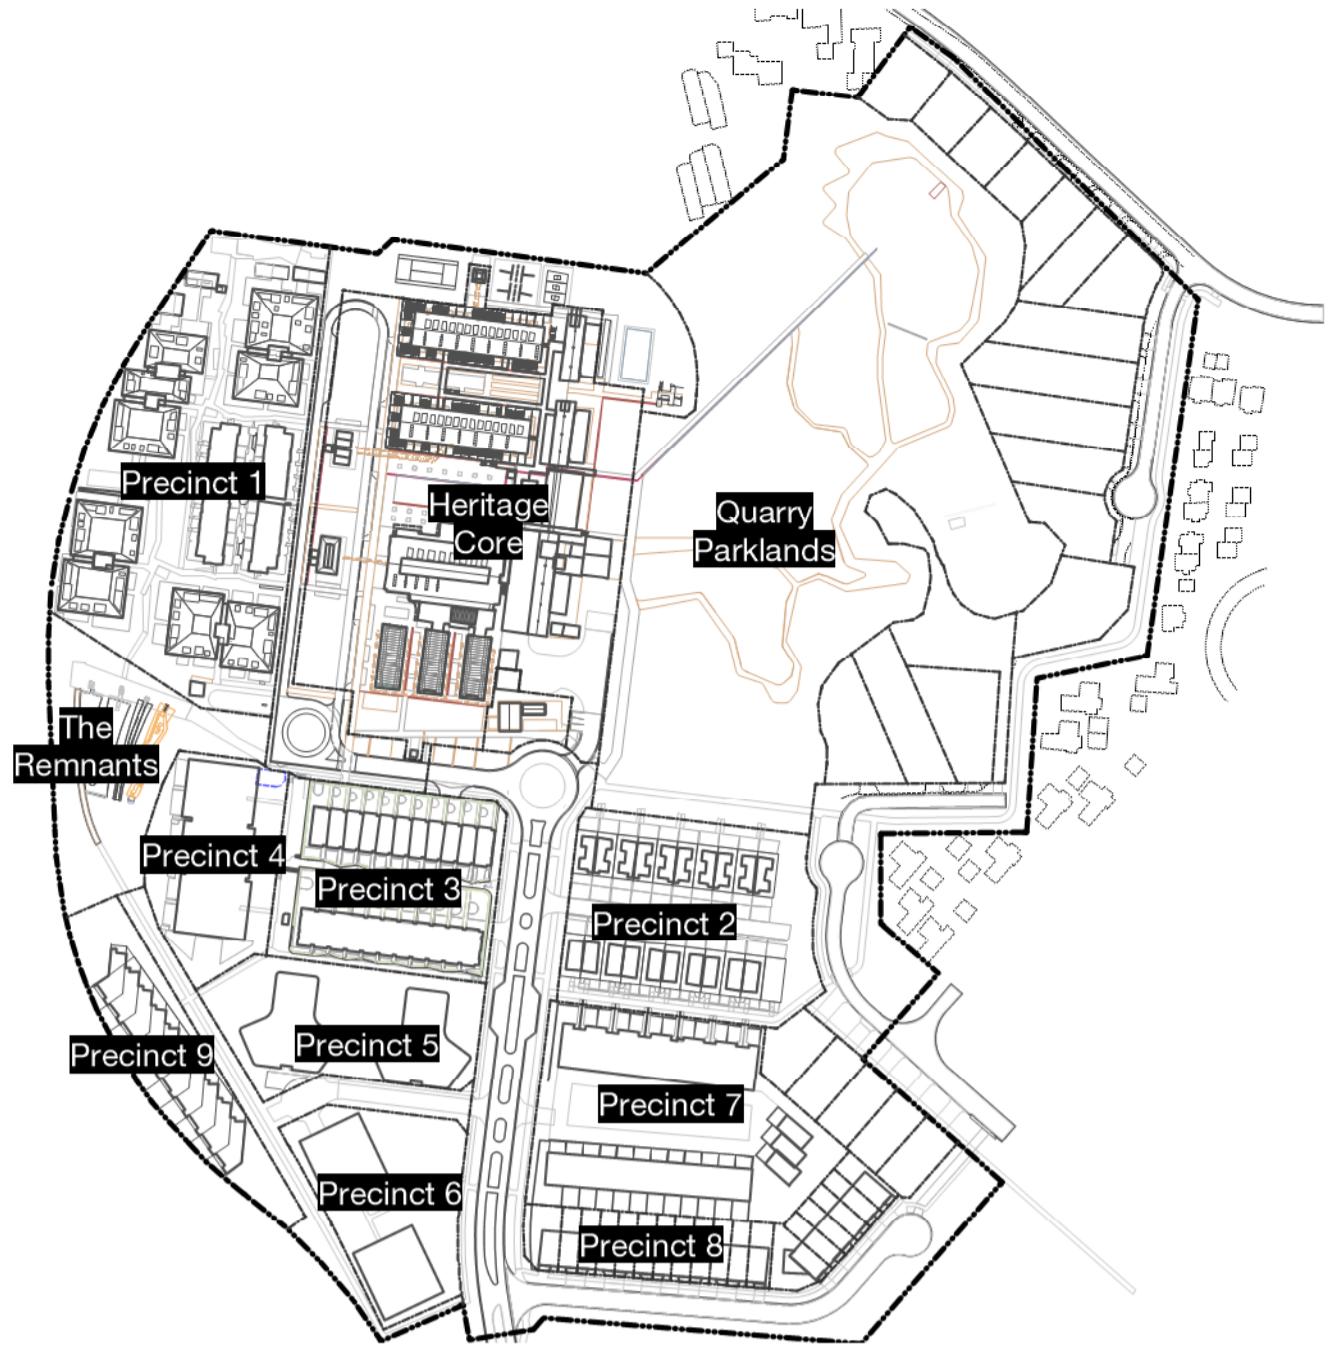 Precinct 1
Heritage
Core
Quarry
Parklands
The
Remnants
Precinct 4
Precinct 3
Precinct 2
Precinct 9
Precinct 5
Precinct 7
Precinct 6
Precinct 8